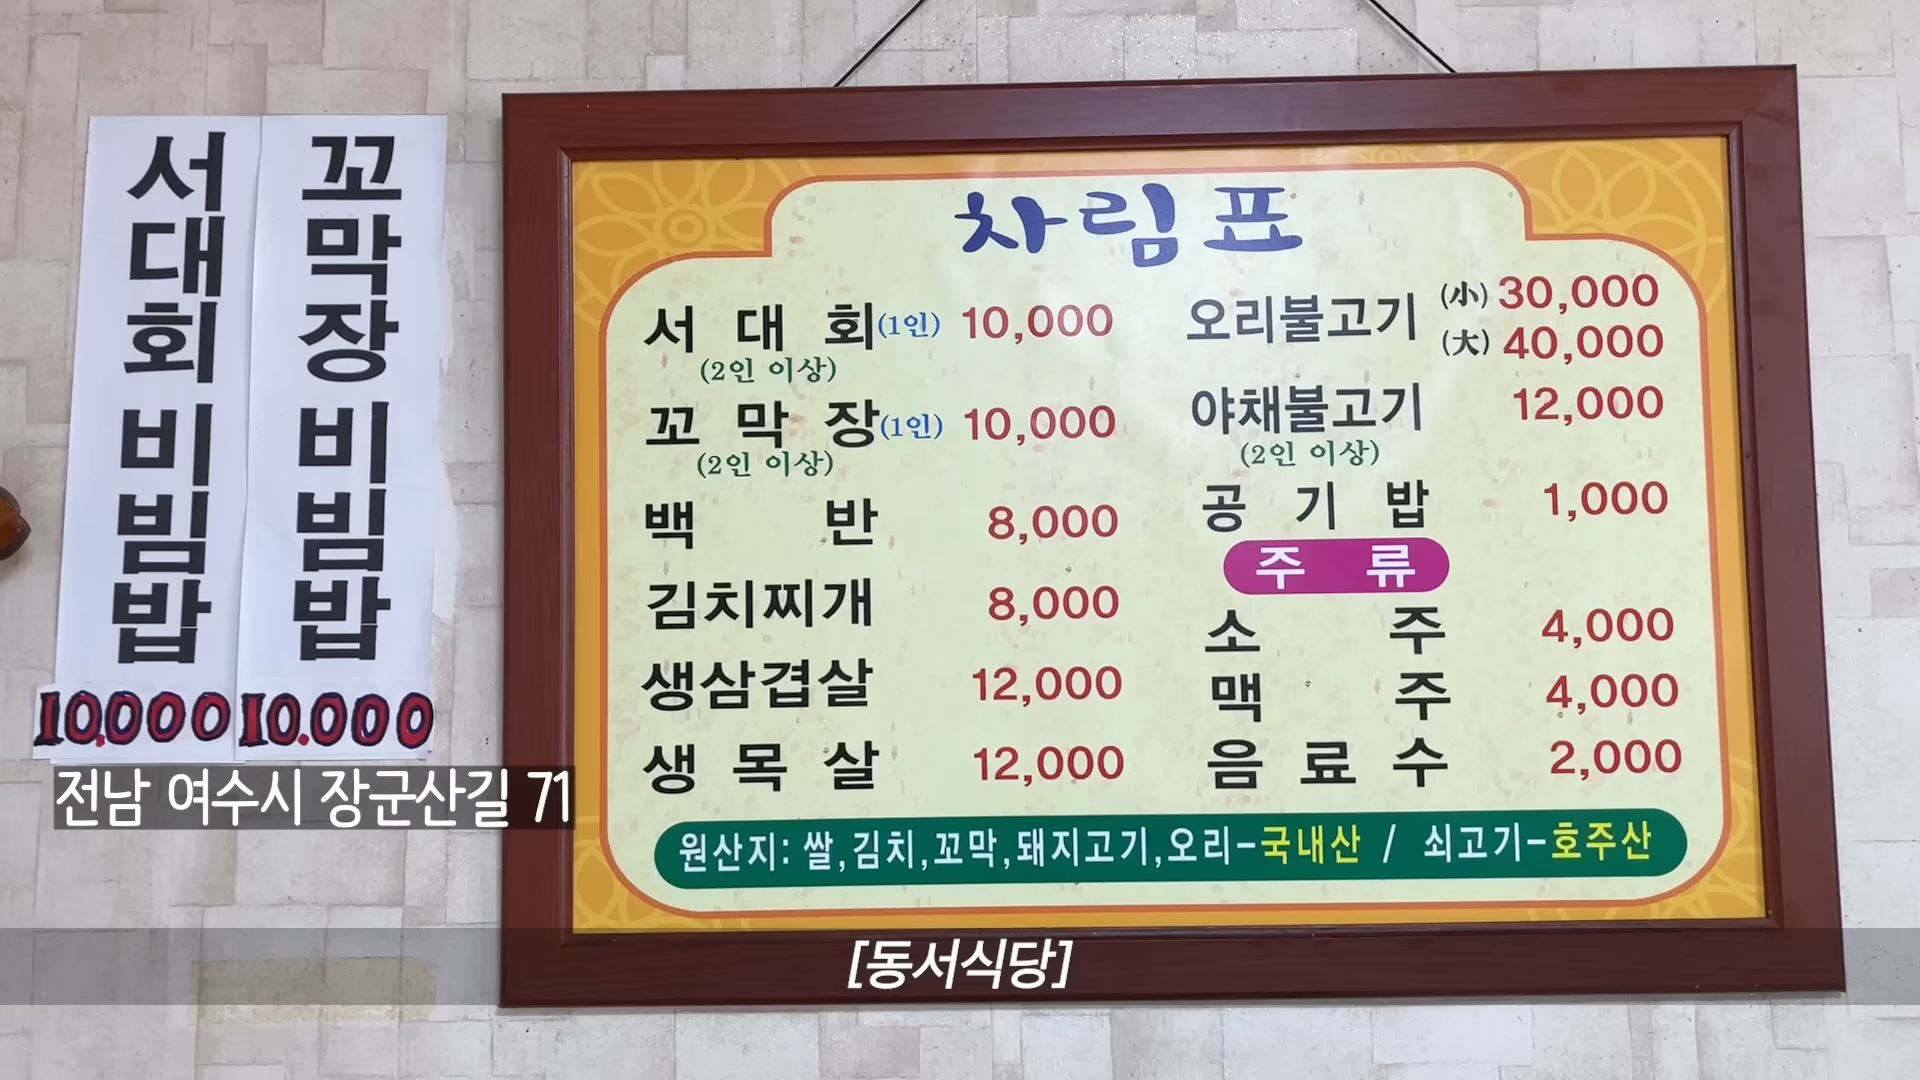 서대회 비빔밥
10,000
꼬막장 비빔밥
10.000
전남 여수시 장군산길 71
차림표
서대회(1인) 10,000
(2인 이상)
꼬막장(1인) 10,000
(2인 이상)
백반 8,000
김치찌개 8,000
생삼겹살 12,000
생목살 12,000
오리불고기 (小) 30,000
(大) 40,000
야채불고기 12,000
(2인 이상)
공기밥 1,000
주류
소주 4,000
맥주 4,000
음료수 2,000
원산지: 쌀,김치,꼬막,돼지고기,오리-국내산 / 쇠고기-호주산
[동서식당]